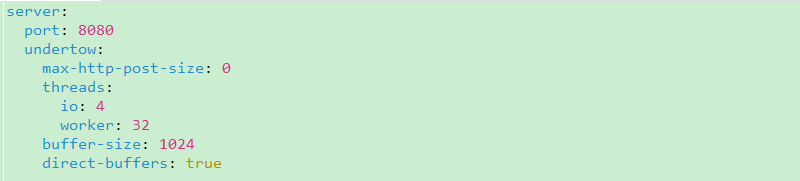 server:
  port: 8080
  undertow:
    max-http-post-size: 0
    threads:
      io: 4
      worker: 32
    buffer-size: 1024
    direct-buffers: true